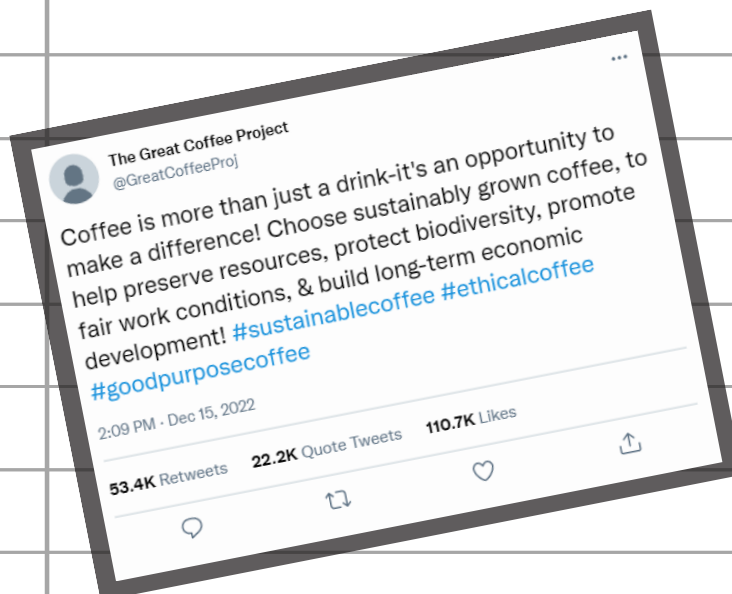 The Great Coffee Project
@GreatCoffeeProj
Coffee is more than just a drink-it's an opportunity to
make a difference! Choose sustainably grown coffee, to
help preserve resources, protect biodiversity, promote
fair work conditions, & build long-term economic
development! #sustainablecoffee #ethicalcoffee
#goodpurposecoffee
2:09 PM · Dec 15, 2022
53.4K Retweets 22.2K Quote Tweets 110.7K Likes